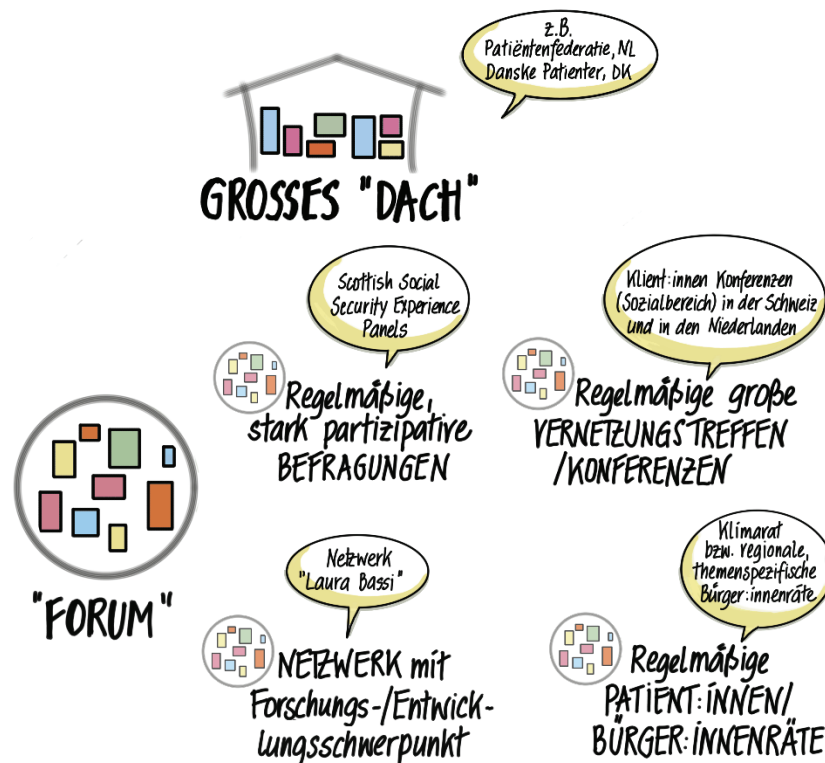 z.B.
Patiëntenfederatie, NL
Danske Patienter, DK
GROSSES "DACH"
Scottish Social
Security Experience
Panels
Regelmäßige,
stark partizipative
BEFRAGUNGEN
Klient:innen Konferenzen
(Sozialbereich) in der Schweiz
und in den Niederlanden
Regelmäßige große
VERNETZUNGSTREFFEN
/KONFERENZEN
"FORUM"
Netzwerk
"Laura Bassi"
NETZWERK mit
Forschungs-/Entwick-
lungsschwerpunkt
Klimarat
bzw. regionale,
themenspezifische
Bürger:innenräte
Regelmäßige
PATIENT:INNEN/
BÜRGER:INNENRÄTE